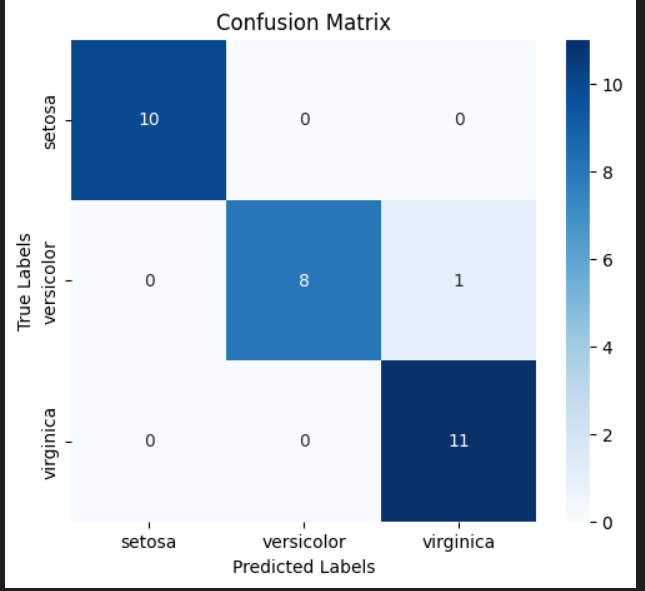 Confusion Matrix
setosa
10 0 0
True Labels
versicolor
0 8 1
virginica
0 0 11
setosa versicolor virginica
Predicted Labels
10
8
6
4
2
0